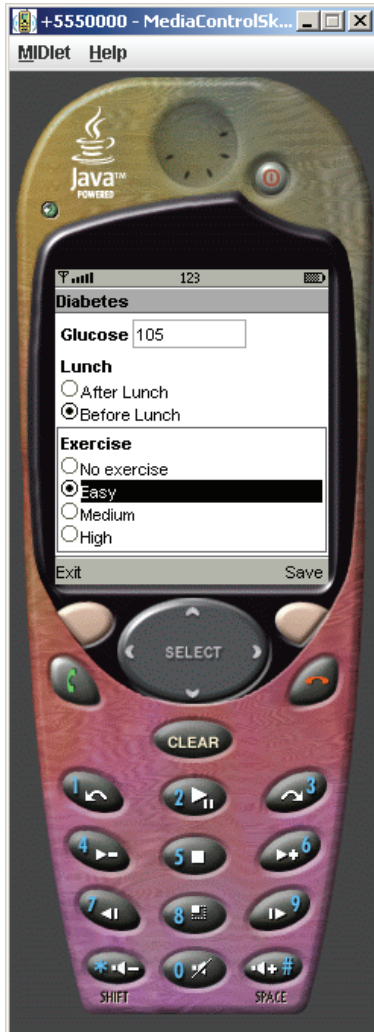 +5550000 - MediaControlSk...
MIDlet Help
Java™
POWERED
123
Diabetes
Glucose 105
Lunch
After Lunch
Before Lunch
Exercise
No exercise
Easy
Medium
High
Exit Save
SELECT
CLEAR
1 2 3
4 5 6
7 8 9
* 0 #
SHIFT SPACE